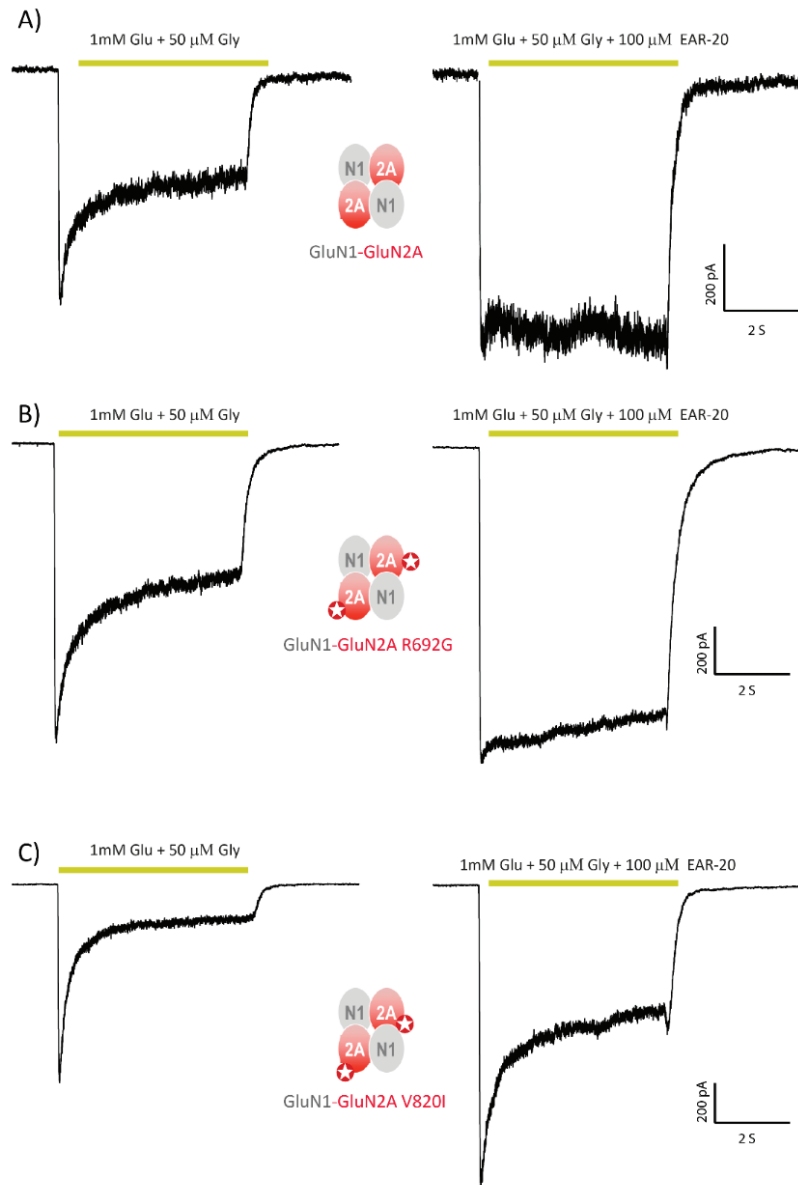 A)
1mM Glu + 50 μM Gly
1mM Glu + 50 μM Gly + 100 μM EAR-20
N1 2A
2A N1
GluN1-GluN2A
200 pA
2 S
B)
1mM Glu + 50 μM Gly
1mM Glu + 50 μM Gly + 100 μM EAR-20
N1 2A
2A N1
GluN1-GluN2A R692G
200 pA
2 S
C)
1mM Glu + 50 μM Gly
1mM Glu + 50 μM Gly + 100 μM EAR-20
N1 2A
2A N1
GluN1-GluN2A V820I
200 pA
2 S